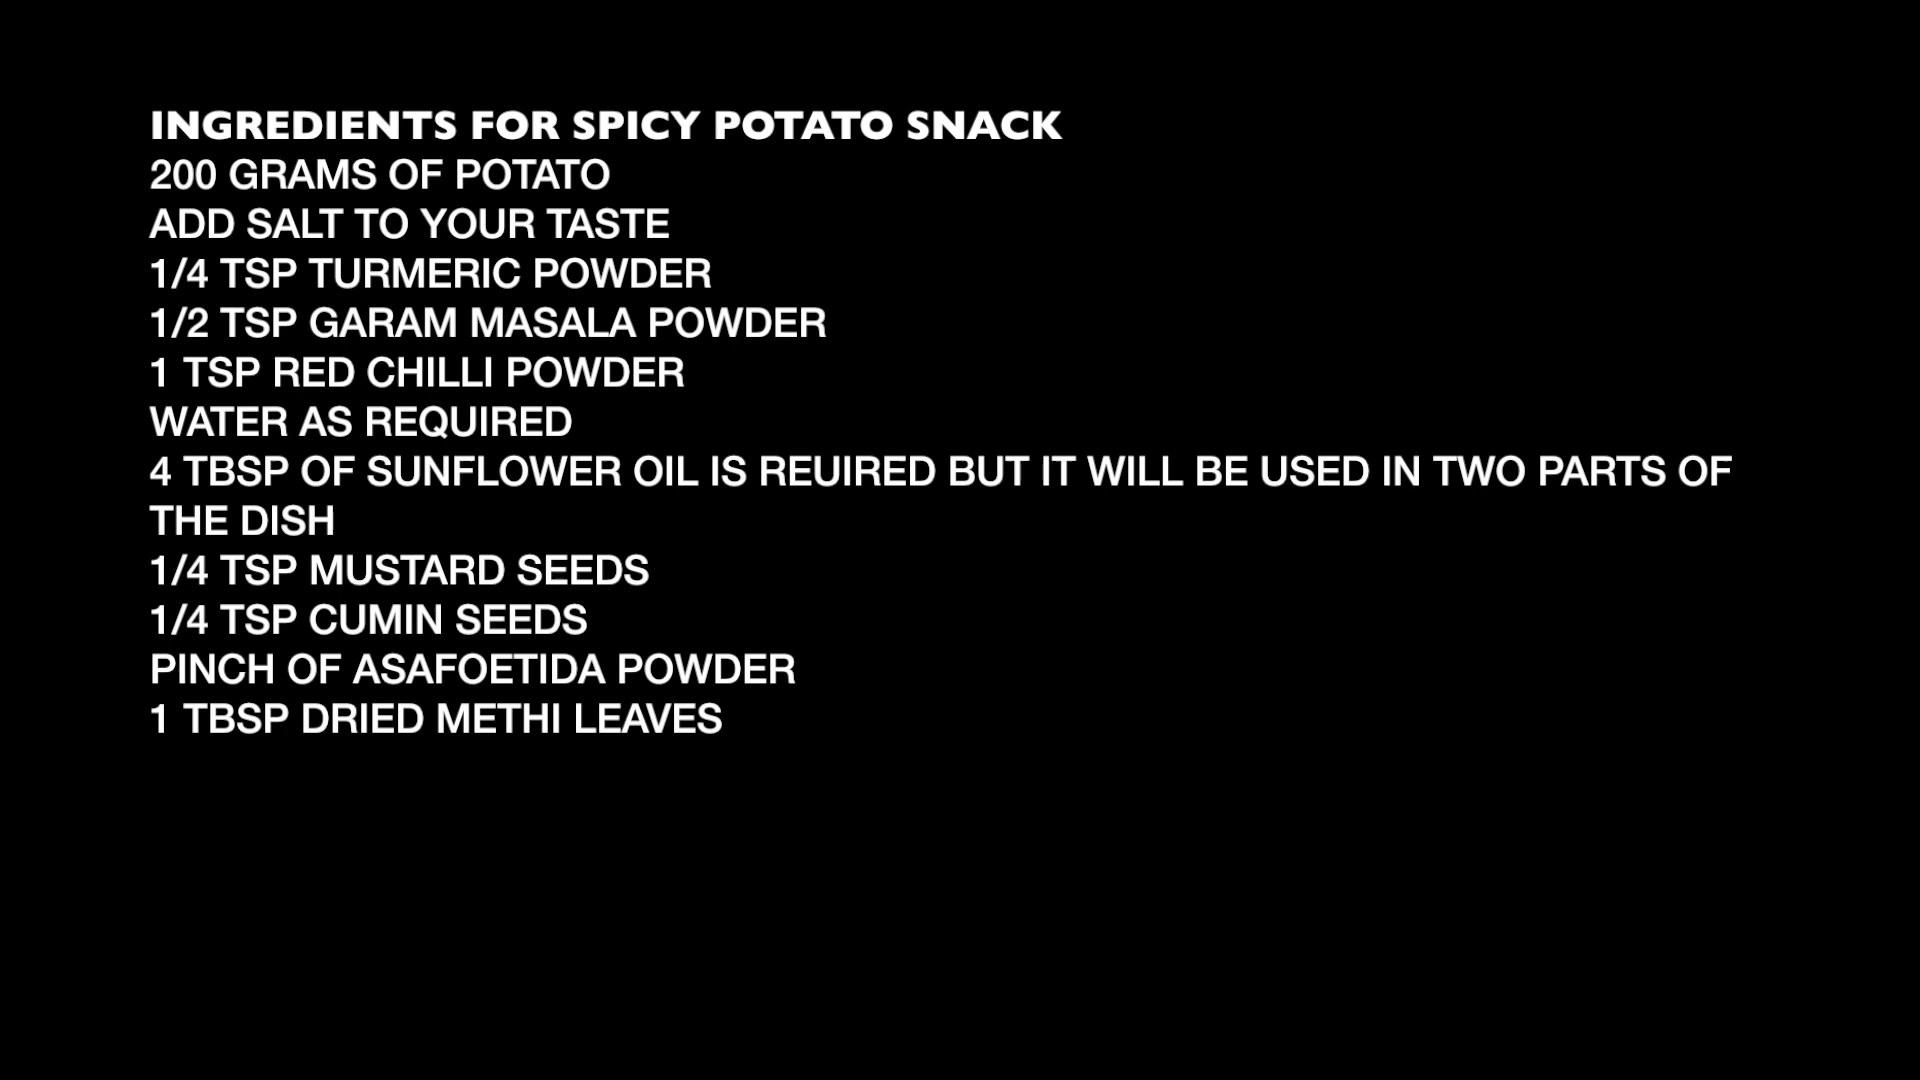 INGREDIENTS FOR SPICY POTATO SNACK
200 GRAMS OF POTATO
ADD SALT TO YOUR TASTE
1/4 TSP TURMERIC POWDER
1/2 TSP GARAM MASALA POWDER
1 TSP RED CHILLI POWDER
WATER AS REQUIRED
4 TBSP OF SUNFLOWER OIL IS REUIRED BUT IT WILL BE USED IN TWO PARTS OF
THE DISH
1/4 TSP MUSTARD SEEDS
1/4 TSP CUMIN SEEDS
PINCH OF ASAFOETIDA POWDER
1 TBSP DRIED METHI LEAVES